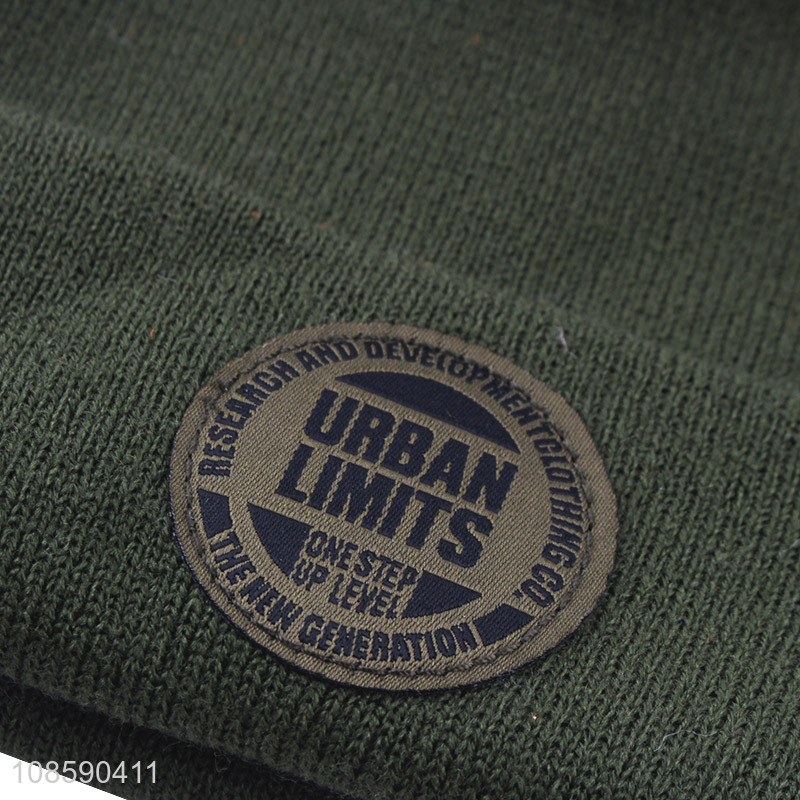 RESEARCH AND DEVELOPMENTCLOTHING CO.
URBAN
LIMITS
ONE STEP
UP LEVEL
THE NEW GENERATION
108590411